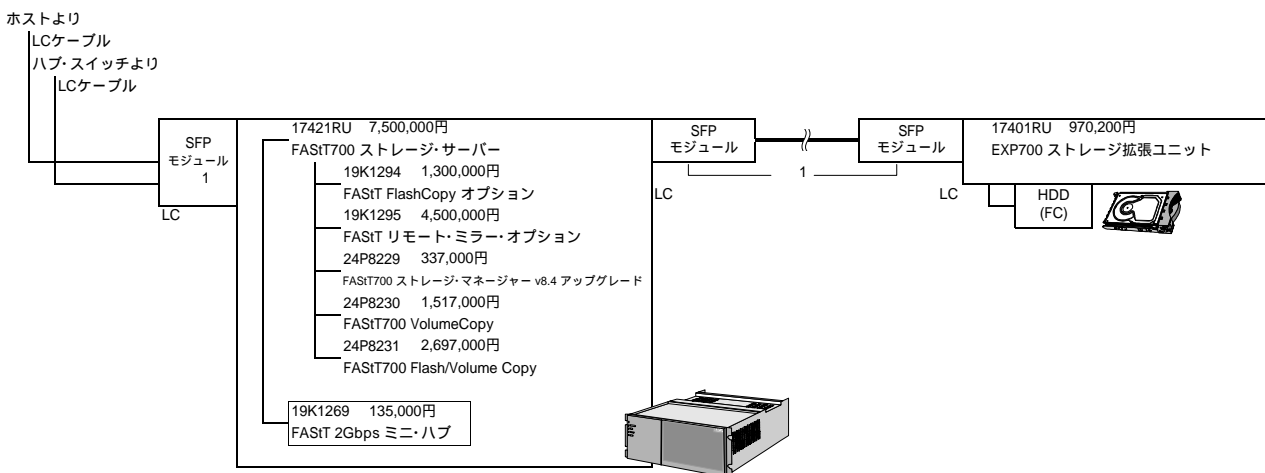 ホストより
LCケーブル
ハブ・スイッチより
LCケーブル
SFP
モジュール
1
LC
17421RU 7,500,000円
FAStT700 ストレージ・サーバー
19K1294 1,300,000円
FAStT FlashCopy オプション
19K1295 4,500,000円
FAStT リモート・ミラー・オプション
24P8229 337,000円
FAStT700 ストレージ・マネージャー v8.4 アップグレード
24P8230 1,517,000円
FAStT700 VolumeCopy
24P8231 2,697,000円
FAStT700 Flash/Volume Copy
19K1269 135,000円
FAStT 2Gbps ミニ・ハブ
SFP
モジュール
LC
1
SFP
モジュール
LC
17401RU 970,200円
EXP700 ストレージ拡張ユニット
HDD
(FC)